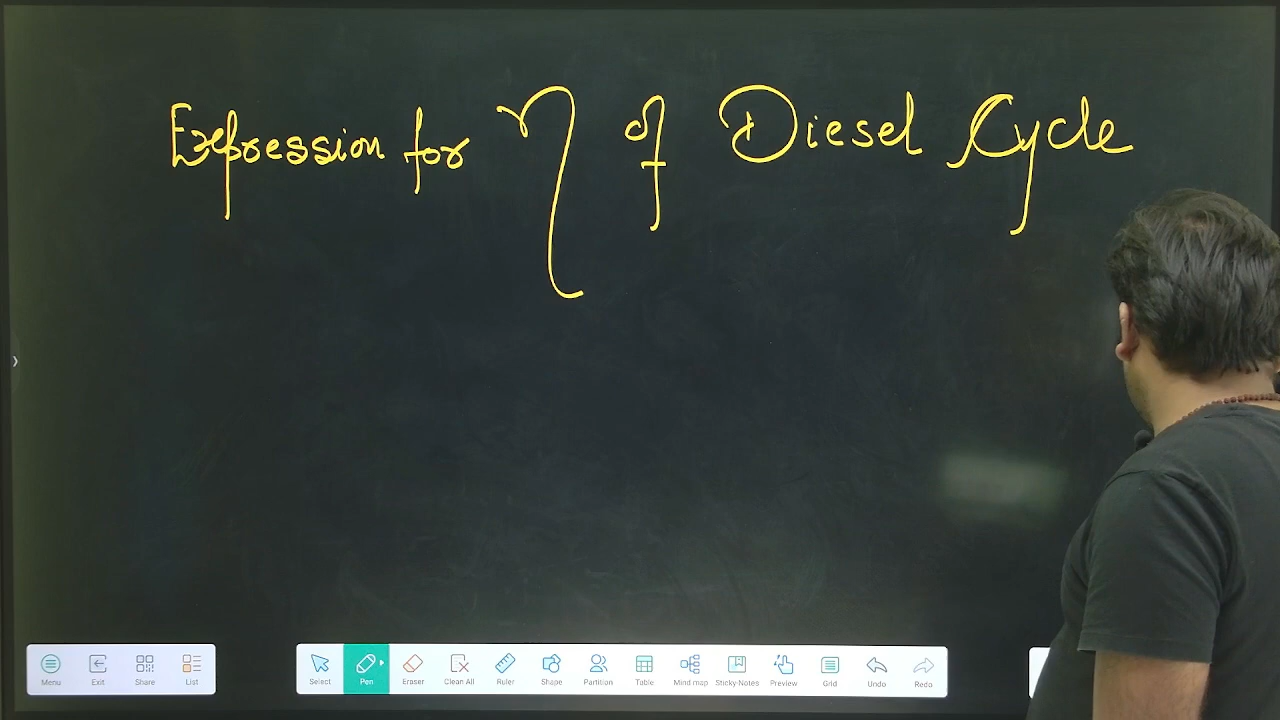 Expression for η of Diesel Cycle
Menu Exit Share List Select Pen Eraser Clean All Ruler Shape Partition Table Mind map Sticky-Notes Preview Grid Undo Redo